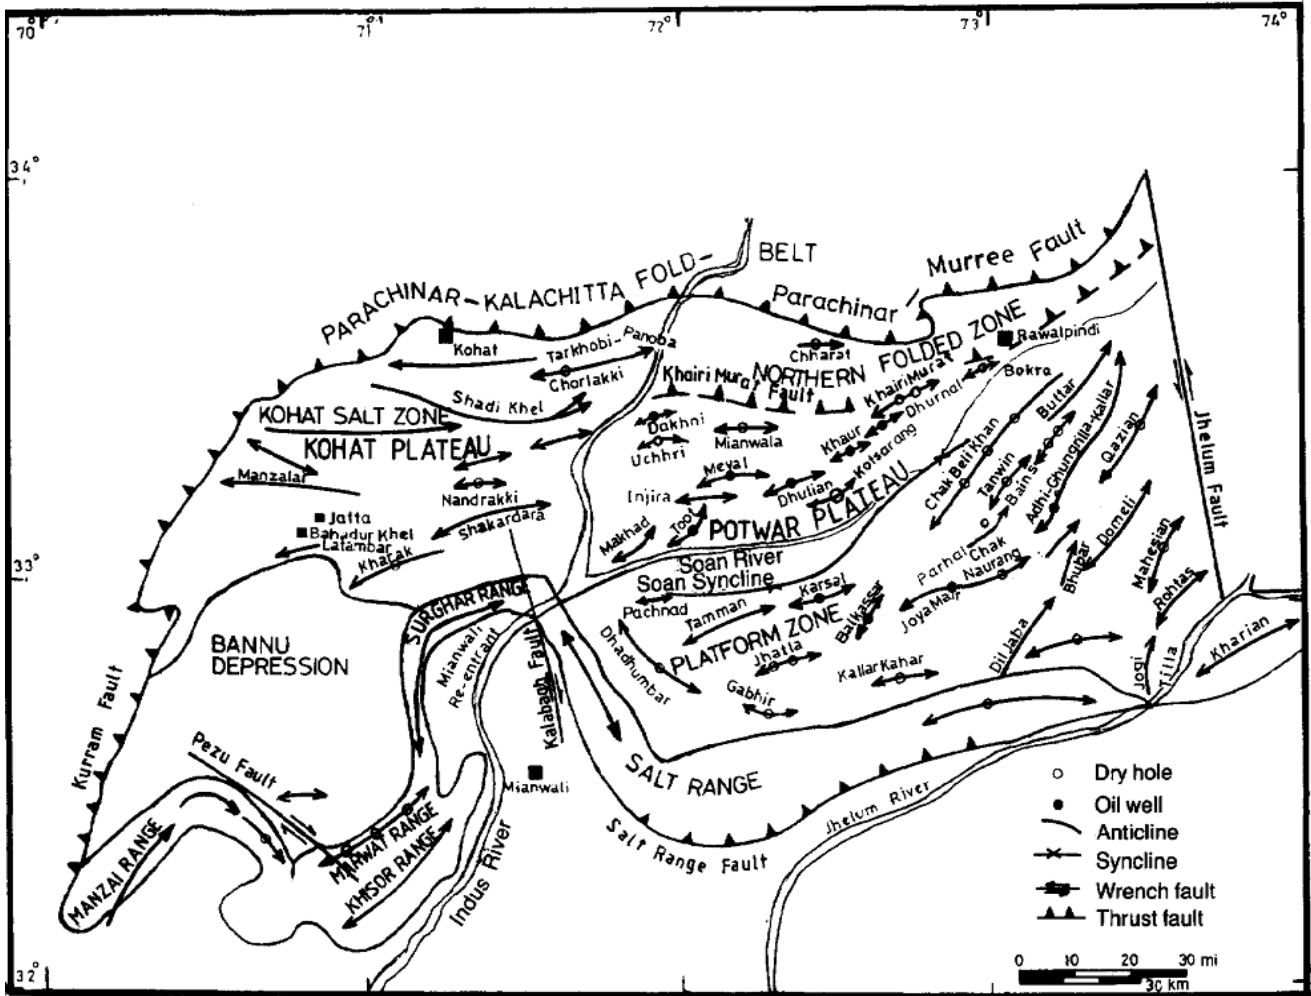 70°
71°
72°
73°
74°
34°
33°
32°
PARACHINAR-KALACHITTA FOLD-
BELT
Murree Fault
Parachinar
Kohat
Tarkhobi-Panoba
Chorlakki
Chharat
NORTHERN FOLDED ZONE
Rawalpindi
Khairi Murat
Fault
Khairi Murat
Dhurnal
Bokra
Shadi Khel
KOHAT SALT ZONE
KOHAT PLATEAU
Dakhni
Uchhri
Mianwala
Khaur
Kotsarang
Buttar
Chak Beli Khan
Tanwin
Bains
Adhi-Ghungrilla-Kallar
Qazian
Jhelum Fault
Manzalai
Nandrakki
Meyal
Injira
Dhulian
Shakardara
Makhad
Toot
POTWAR PLATEAU
Jatta
Bahadur Khel
Latambar
Kharak
Soan River
Soan Syncline
Parhal
Chak
Naurang
Joya Mair
Bhubar
Domeli
Mahesian
Rohtas
Pachnad
Karsal
Tamman
Balkassar
PLATFORM ZONE
SURGHAR RANGE
Mianwali
Re-entrant
Kalabagh Fault
Dhadhumbar
Jhatla
Gabhir
Kallar Kahar
Dil Jaba
Jogi
Tilla
Kharian
BANNU
DEPRESSION
Kurram Fault
Pezu Fault
Mianwali
SALT RANGE
Salt Range Fault
Jhelum River
MANZAI RANGE
MARWAT RANGE
KHISOR RANGE
Indus River
Dry hole
Oil well
Anticline
Syncline
Wrench fault
Thrust fault
0 10 20 30 mi
30 km